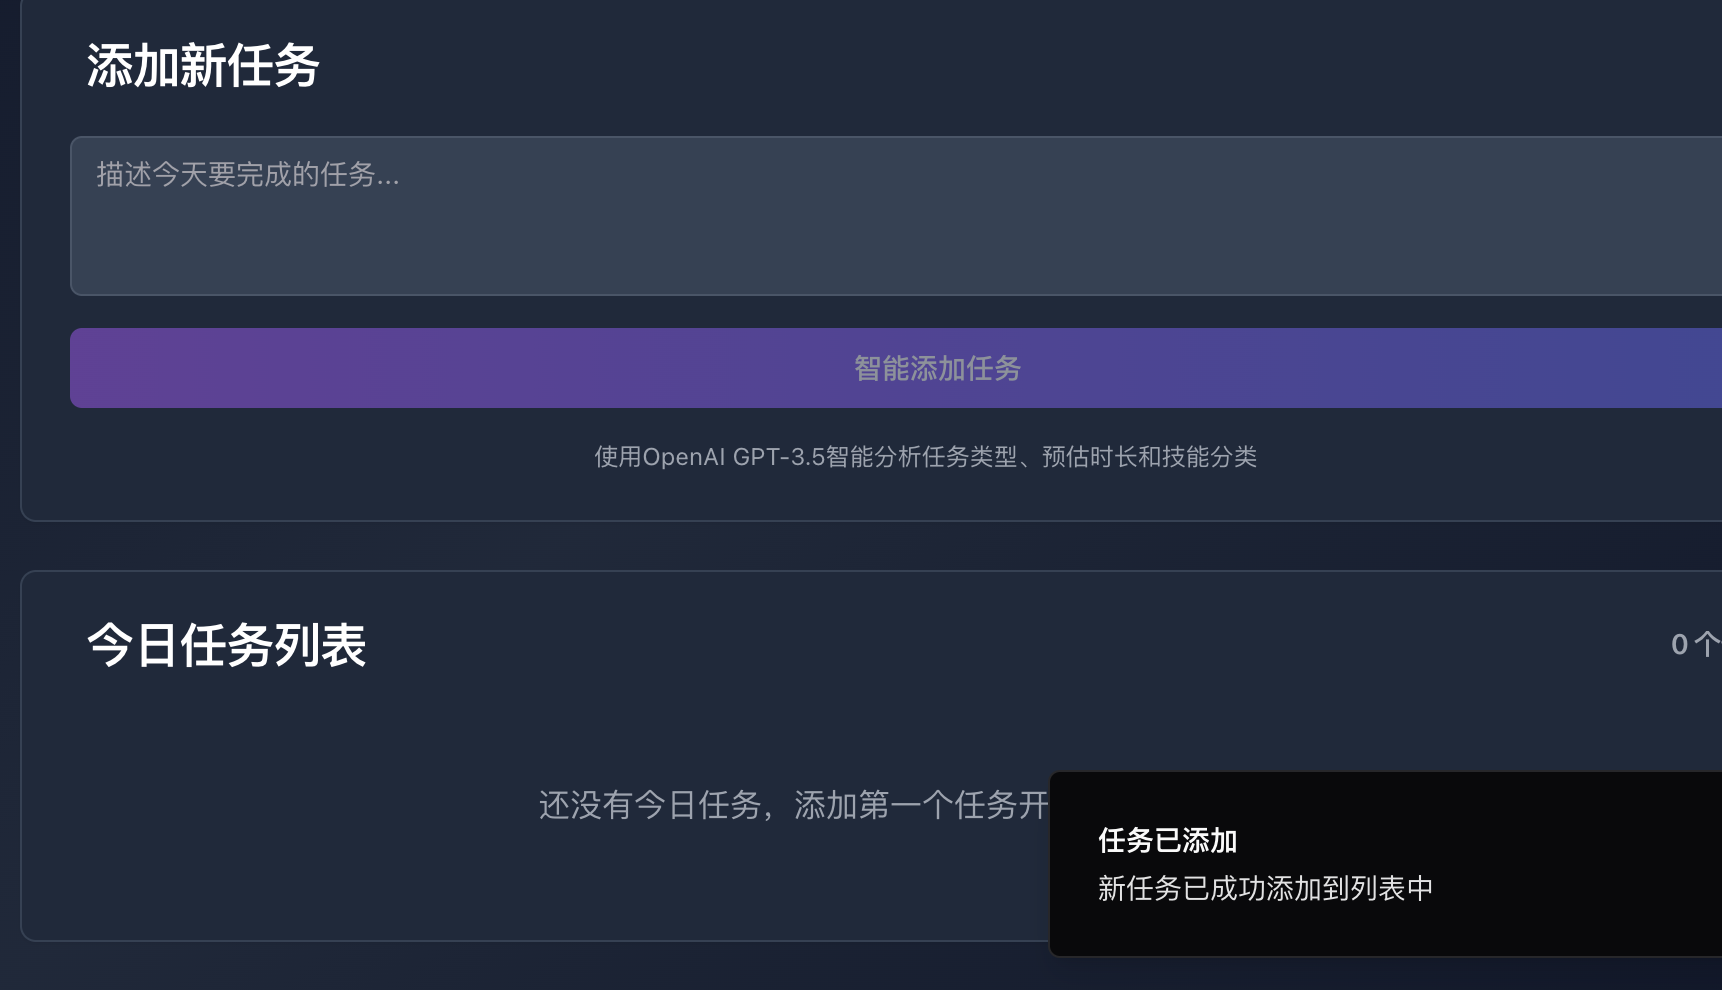 添加新任务
描述今天要完成的任务...
智能添加任务
使用OpenAI GPT-3.5智能分析任务类型、预估时长和技能分类
今日任务列表
0 个
还没有今日任务，添加第一个任务开
任务已添加
新任务已成功添加到列表中